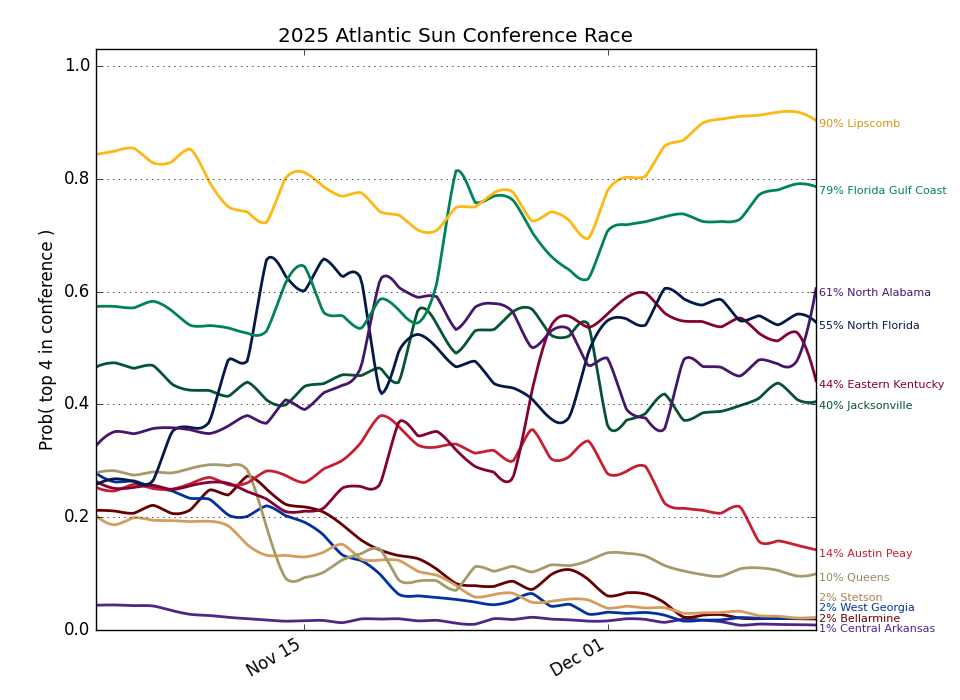 2025 Atlantic Sun Conference Race
Prob( top 4 in conference )
1.0
0.8
0.6
0.4
0.2
0.0
Nov 15
Dec 01
90% Lipscomb
79% Florida Gulf Coast
61% North Alabama
55% North Florida
44% Eastern Kentucky
40% Jacksonville
14% Austin Peay
10% Queens
2% Stetson
2% West Georgia
2% Bellarmine
1% Central Arkansas